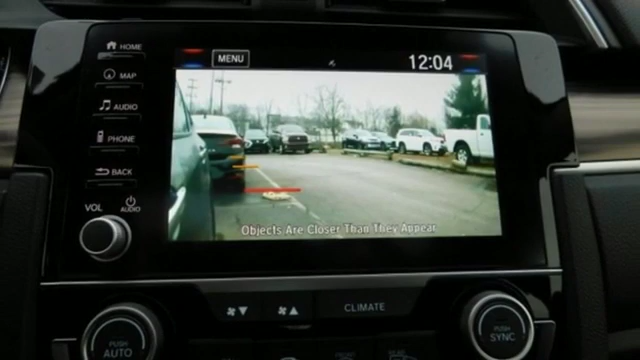 HOME
MENU
12:04
MAP
AUDIO
PHONE
BACK
VOL
AUDIO
Objects Are Closer Than They Appear
CLIMATE
PUSH
AUTO
PUSH
SYNC